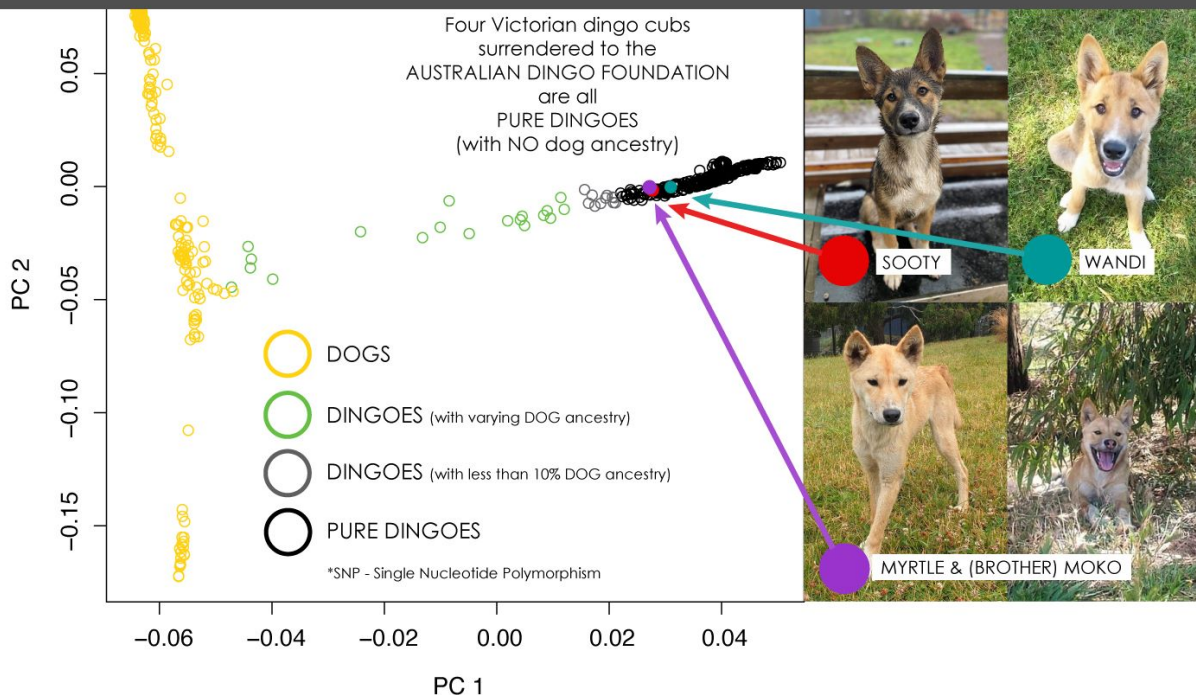 Four Victorian dingo cubs
surrendered to the
AUSTRALIAN DINGO FOUNDATION
are all
PURE DINGOES
(with NO dog ancestry)
PC 2
0.05
0.00
−0.05
−0.10
−0.15
DOGS
DINGOES (with varying DOG ancestry)
DINGOES (with less than 10% DOG ancestry)
PURE DINGOES
*SNP - Single Nucleotide Polymorphism
−0.06 −0.04 −0.02 0.00 0.02 0.04
PC 1
SOOTY
WANDI
MYRTLE & (BROTHER) MOKO